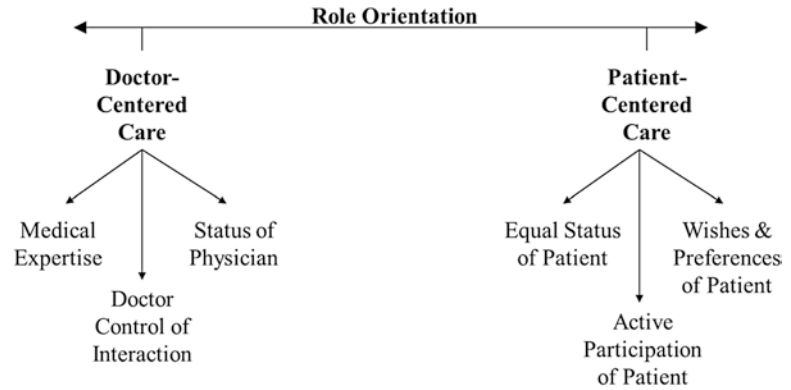 Role Orientation
Doctor-
Centered
Care
Patient-
Centered
Care
Medical
Expertise
Status of
Physician
Doctor
Control of
Interaction
Equal Status
of Patient
Wishes &
Preferences
of Patient
Active
Participation
of Patient